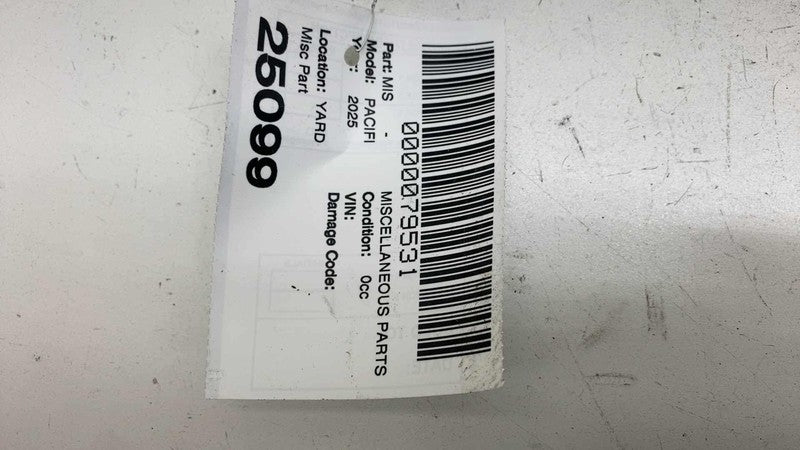 0000079531
Part: MIS - MISCELLANEOUS PARTS
Model: PACIFI Condition: 0cc
2025 VIN:
Damage Code:
Location: YARD
Misc Part
25099